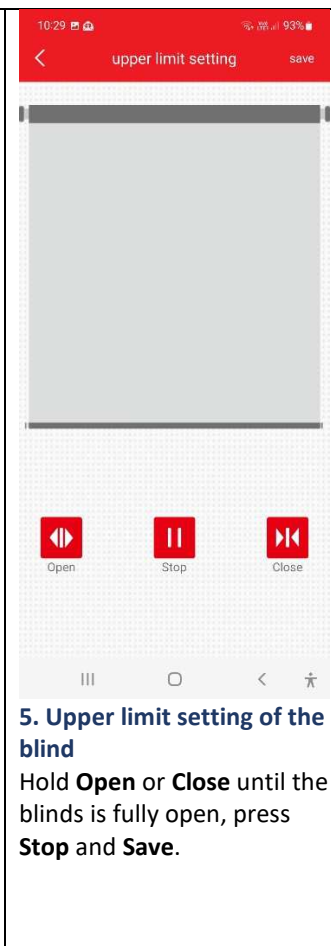 10:29 93%
upper limit setting save
Open Stop Close
5. Upper limit setting of the
blind
Hold Open or Close until the
blinds is fully open, press
Stop and Save.